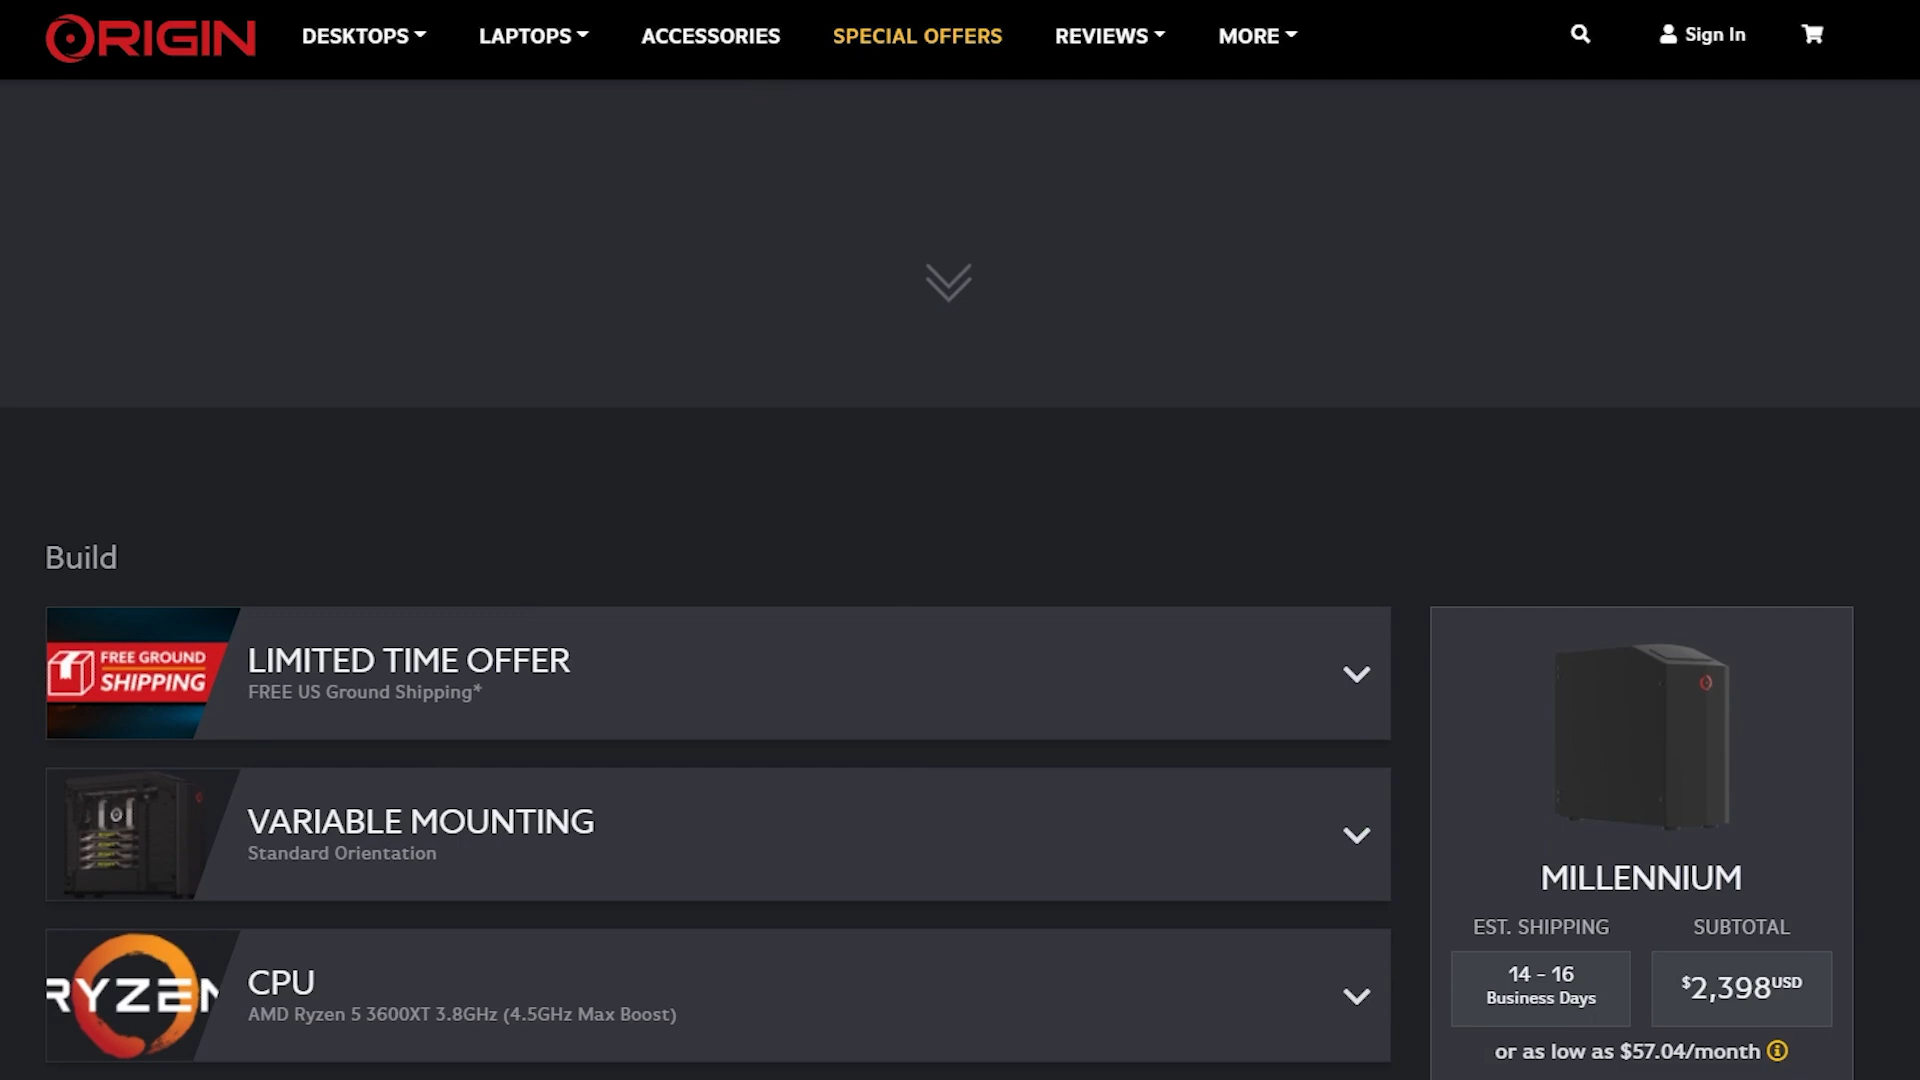 ORIGIN
DESKTOPS
LAPTOPS
ACCESSORIES
SPECIAL OFFERS
REVIEWS
MORE
Sign In
Build
FREE GROUND
SHIPPING
LIMITED TIME OFFER
FREE US Ground Shipping*
VARIABLE MOUNTING
Standard Orientation
RYZEN
CPU
AMD Ryzen 5 3600XT 3.8GHz (4.5GHz Max Boost)
MILLENNIUM
EST. SHIPPING
SUBTOTAL
14 - 16
Business Days
$2,398USD
or as low as $57.04/month